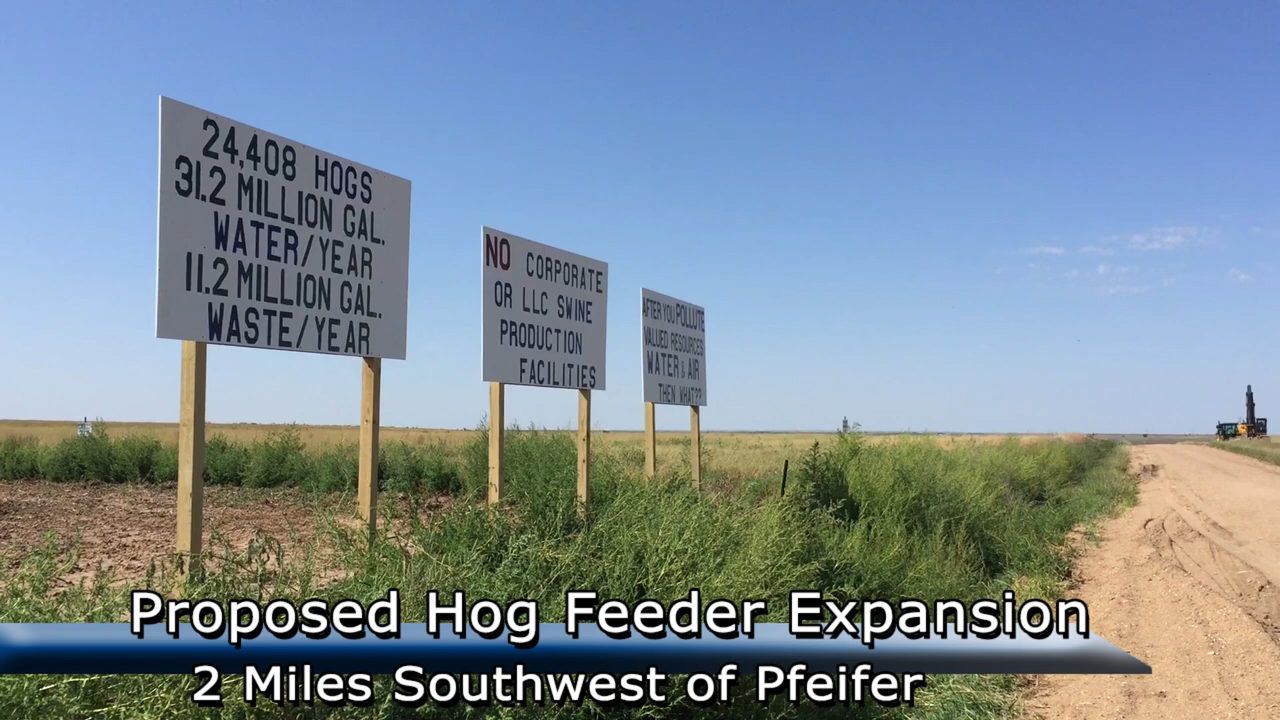 24,408 HOGS
31.2 MILLION GAL.
WATER/YEAR
11.2 MILLION GAL.
WASTE/YEAR
NO CORPORATE
OR LLC SWINE
PRODUCTION
FACILITIES
AFTER YOU POLLUTE
VALUED RESOURCES
WATER & AIR
THEN WHAT??
Proposed Hog Feeder Expansion
2 Miles Southwest of Pfeifer